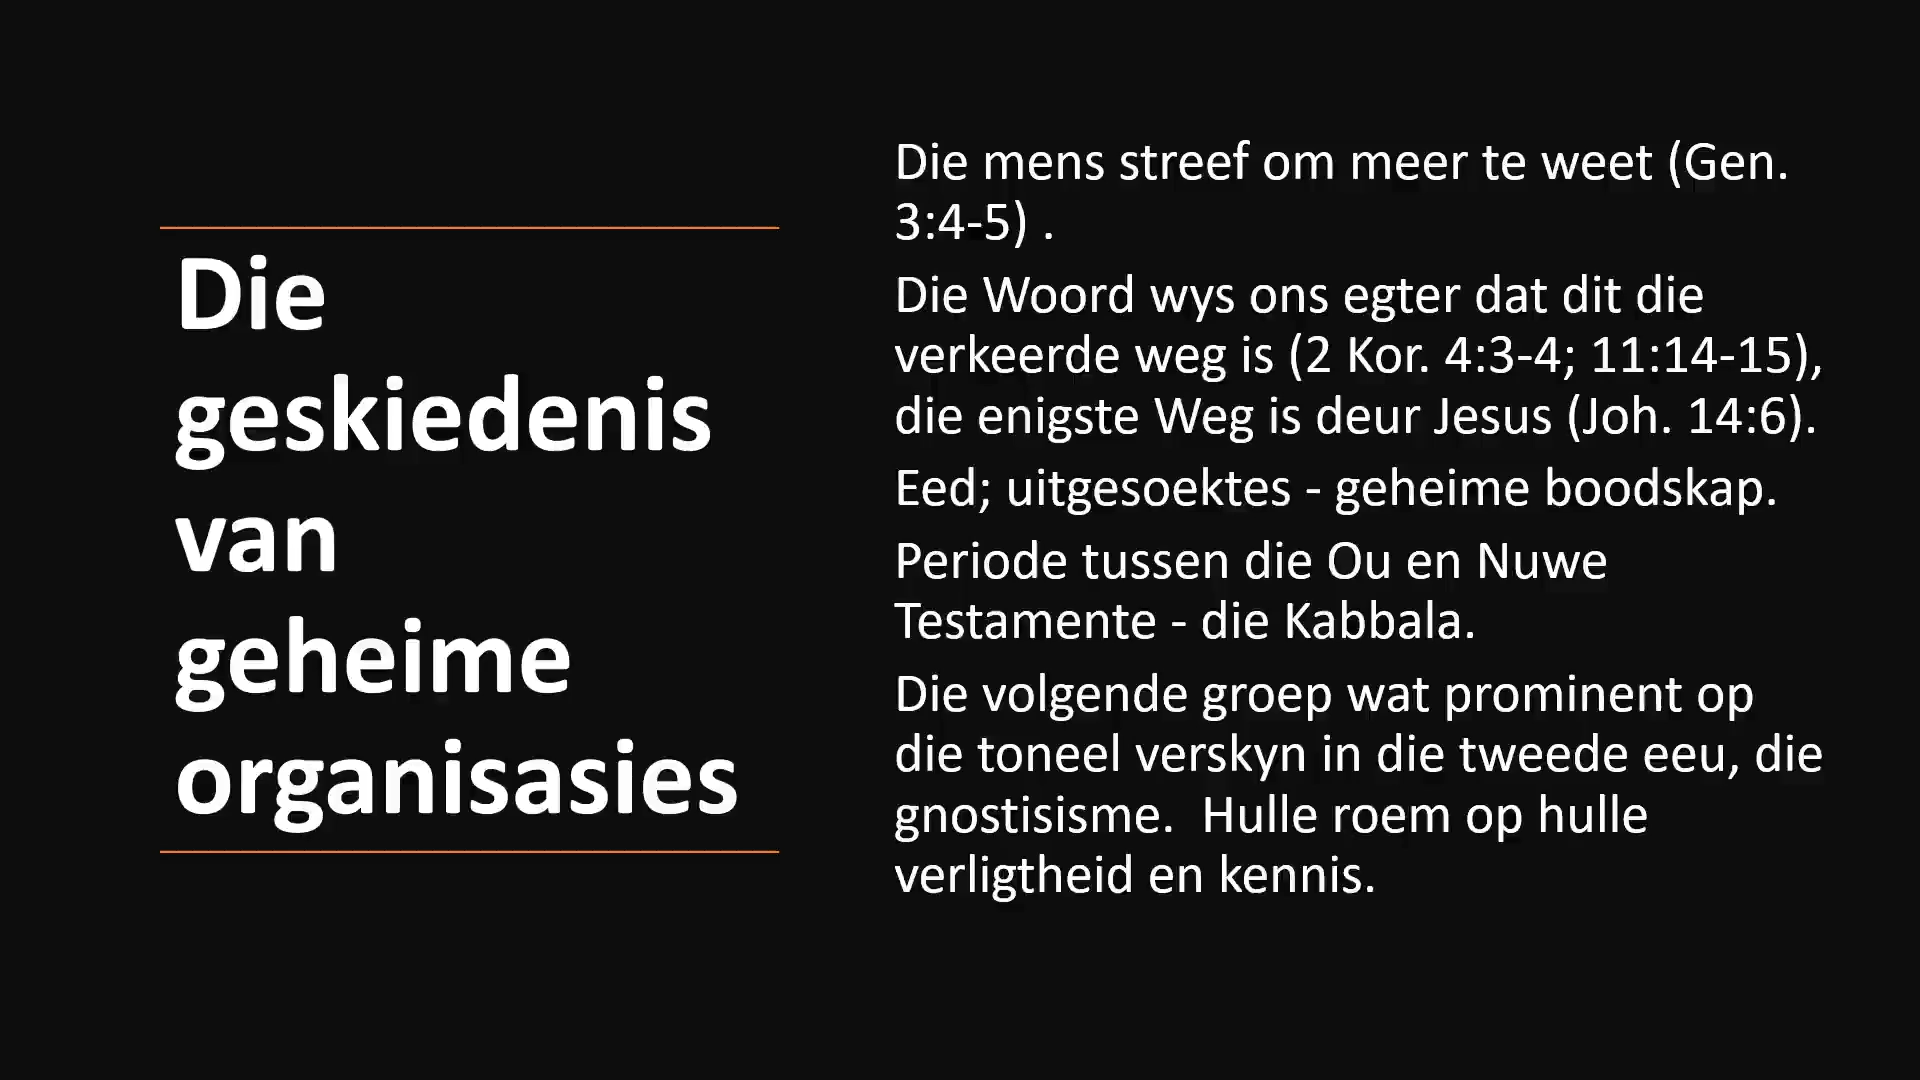 Die
geskiedenis
van
geheime
organisasies
Die mens streef om meer te weet (Gen.
3:4-5) .
Die Woord wys ons egter dat dit die
verkeerde weg is (2 Kor. 4:3-4; 11:14-15),
die enigste Weg is deur Jesus (Joh. 14:6).
Eed; uitgesoektes - geheime boodskap.
Periode tussen die Ou en Nuwe
Testamente - die Kabbala.
Die volgende groep wat prominent op
die toneel verskyn in die tweede eeu, die
gnostisisme.  Hulle roem op hulle
verligtheid en kennis.